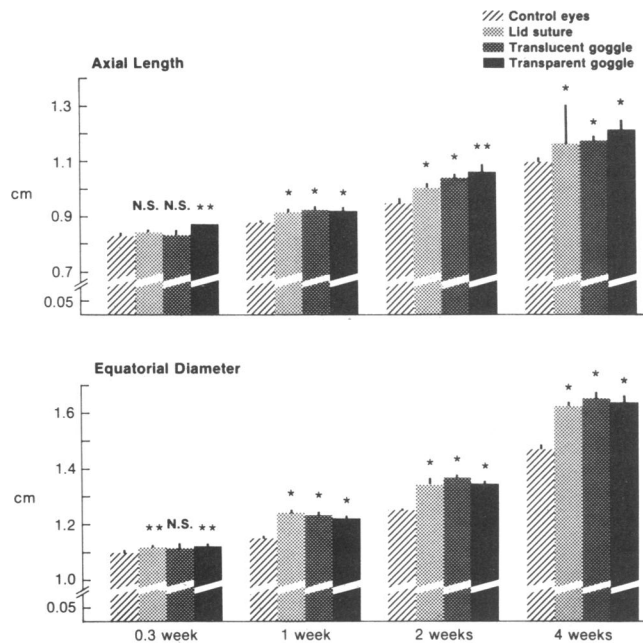 Control eyes
Lid suture
Translucent goggle
Transparent goggle
Axial Length
1.3
1.1
cm
0.9
0.7
0.05
N.S. N.S. **
* * *
* * **
* * *
Equatorial Diameter
1.6
1.4
cm
1.2
1.0
0.05
** N.S. **
* * *
* * *
* * *
0.3 week 1 week 2 weeks 4 weeks